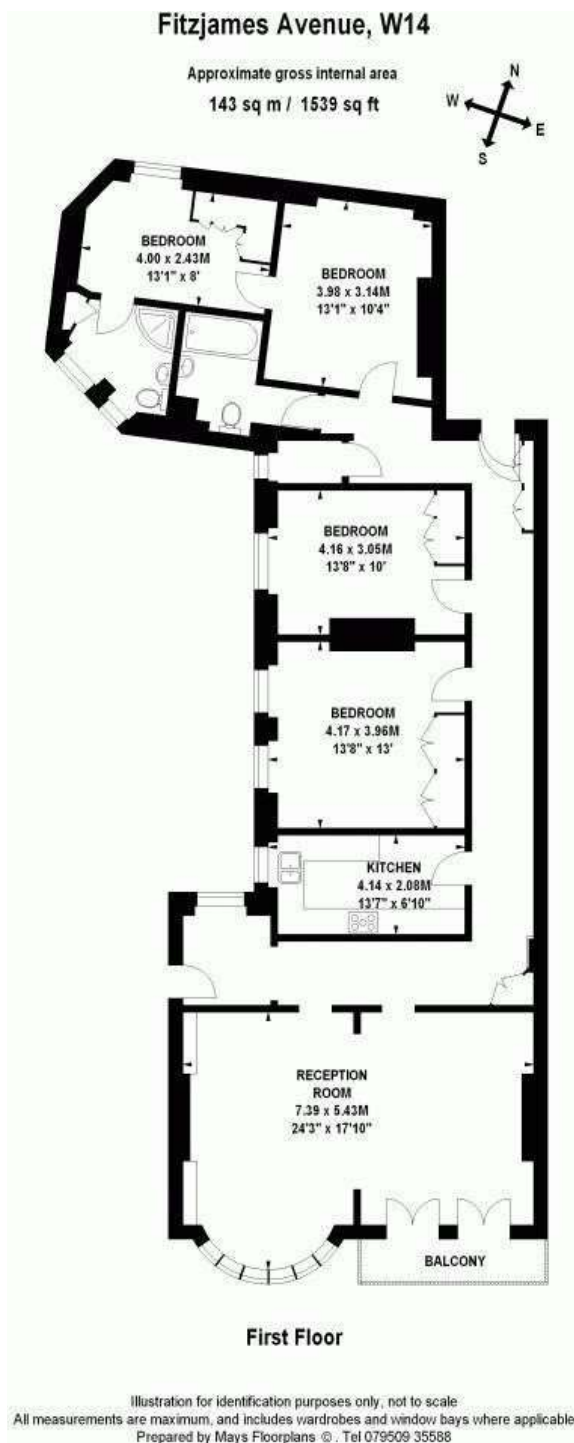 Fitzjames Avenue, W14
Approximate gross internal area
143 sq m / 1539 sq ft
N
W
E
S
BEDROOM
4.00 x 2.43M
13'1" x 8'
BEDROOM
3.98 x 3.14M
13'1" x 10'4"
BEDROOM
4.16 x 3.05M
13'8" x 10'
BEDROOM
4.17 x 3.96M
13'8" x 13'
KITCHEN
4.14 x 2.08M
13'7" x 6'10"
RECEPTION
ROOM
7.39 x 5.43M
24'3" x 17'10"
BALCONY
First Floor
Illustration for identification purposes only, not to scale
All measurements are maximum, and includes wardrobes and window bays where applicable
Prepared by Mays Floorplans © . Tel 079509 35588